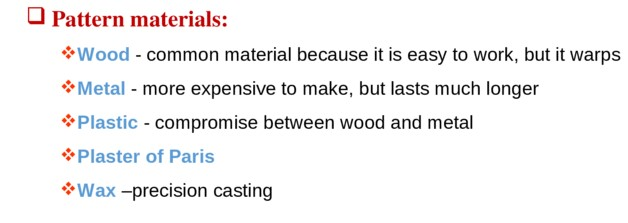 Pattern materials:
Wood - common material because it is easy to work, but it warps
Metal - more expensive to make, but lasts much longer
Plastic - compromise between wood and metal
Plaster of Paris
Wax –precision casting